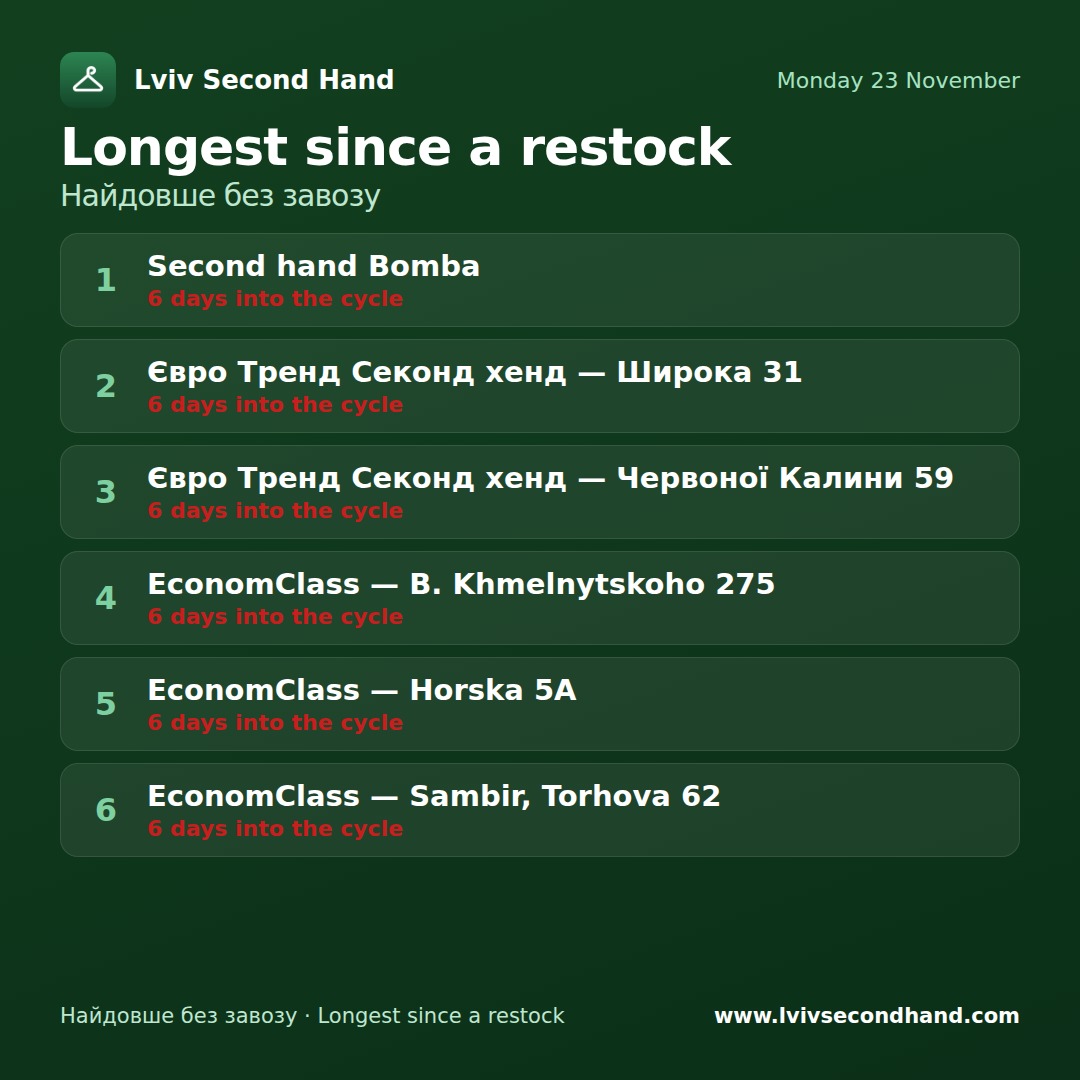 Lviv Second Hand
Monday 23 November
Longest since a restock
Найдовше без завозу
1
Second hand Bomba
6 days into the cycle
2
Євро Тренд Секонд хенд — Широка 31
6 days into the cycle
3
Євро Тренд Секонд хенд — Червоної Калини 59
6 days into the cycle
4
EconomClass — B. Khmelnytskoho 275
6 days into the cycle
5
EconomClass — Horska 5A
6 days into the cycle
6
EconomClass — Sambir, Torhova 62
6 days into the cycle
Найдовше без завозу · Longest since a restock
www.lvivsecondhand.com